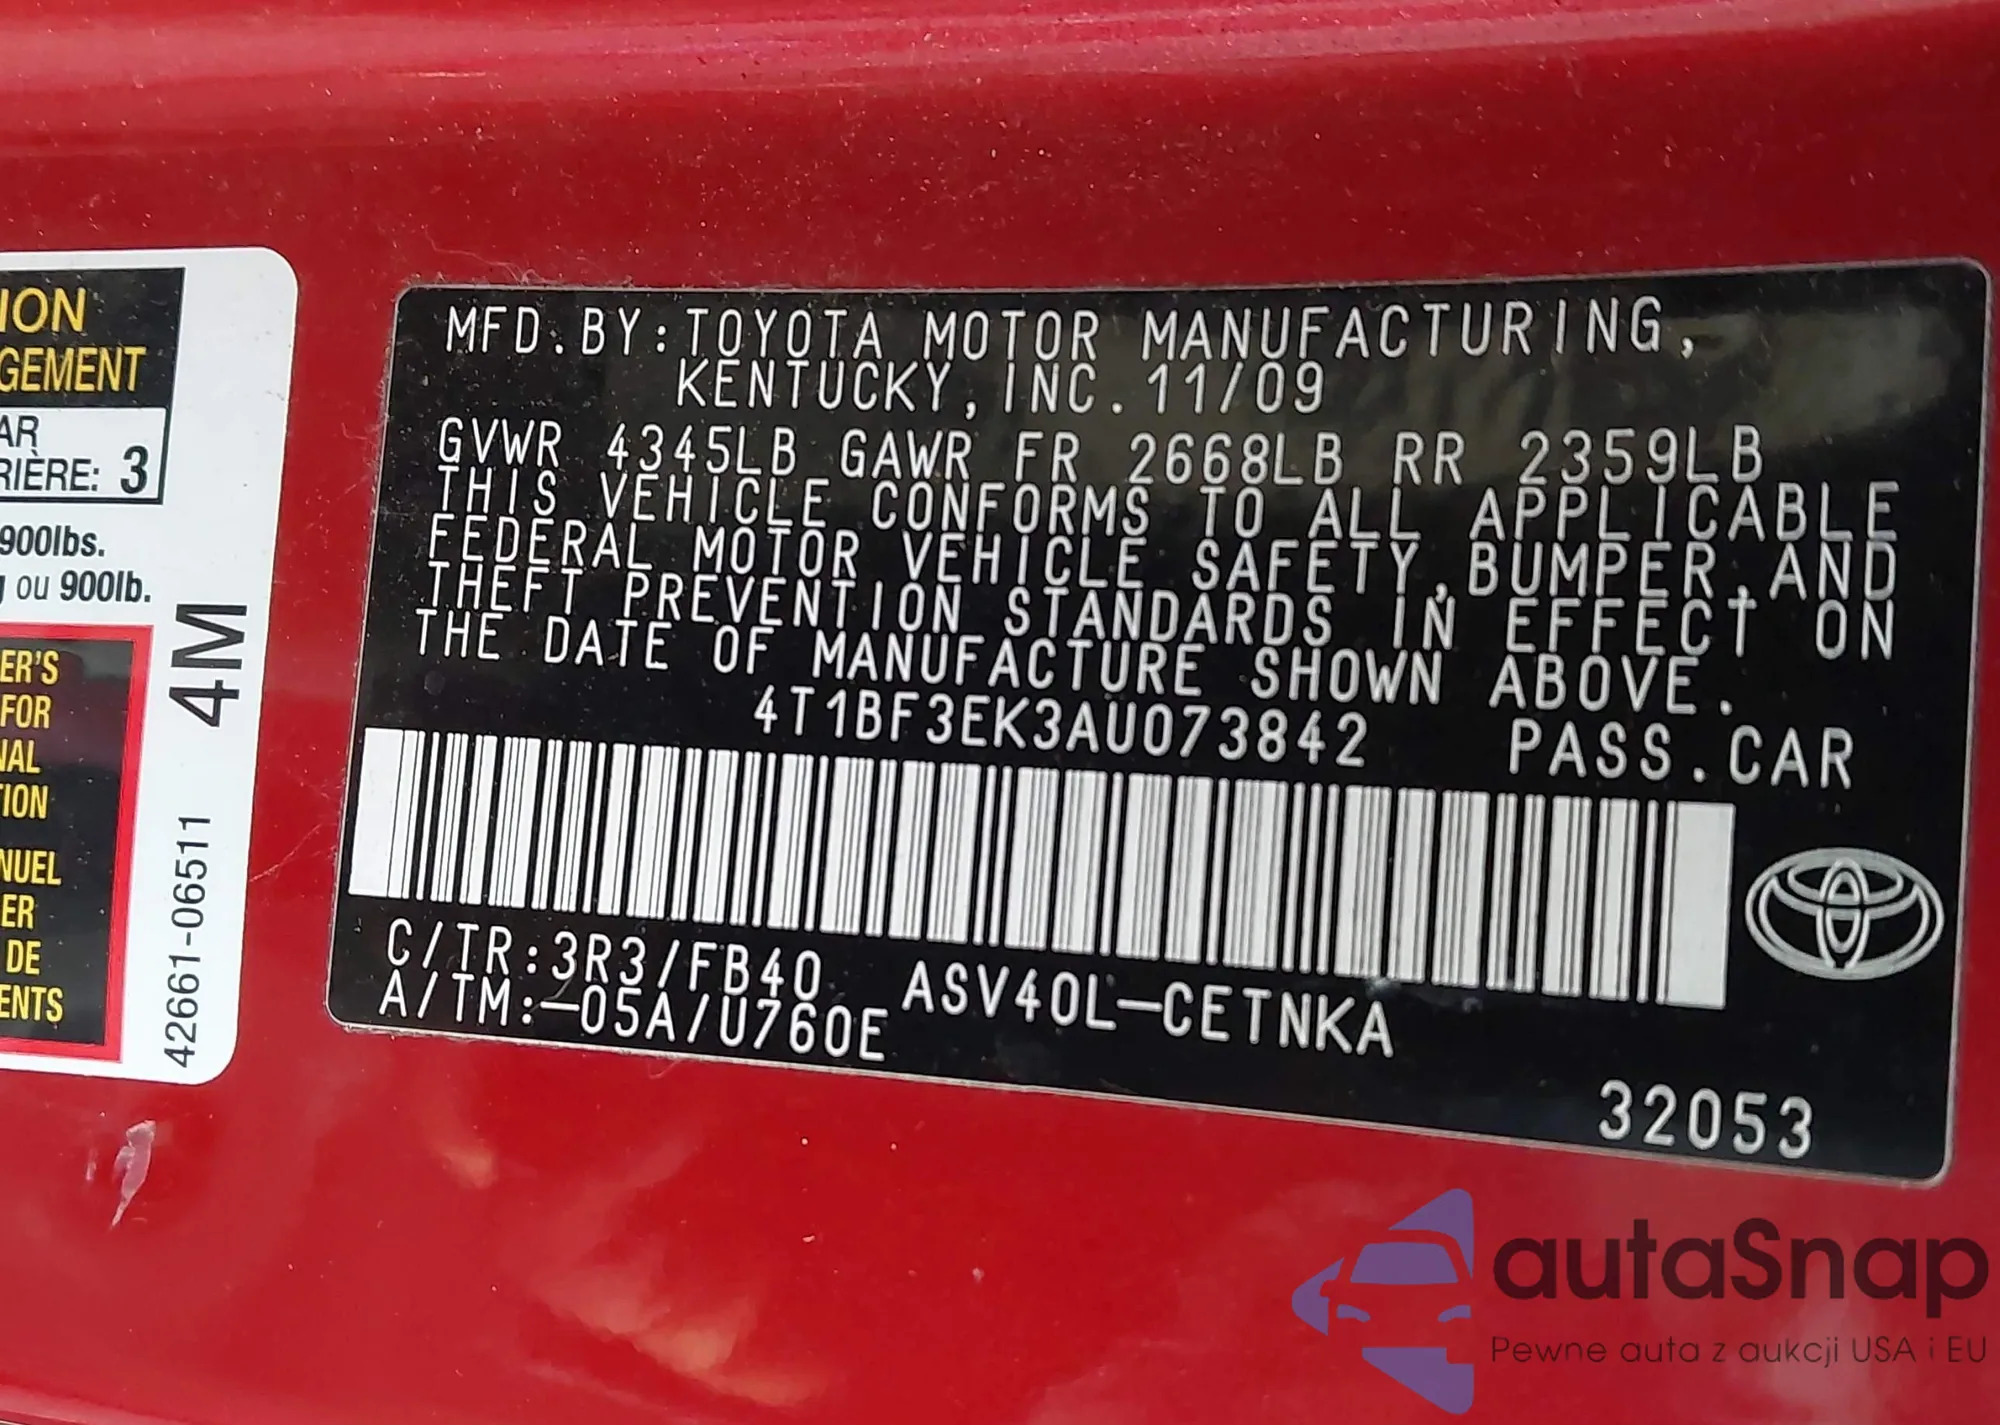 ION
GEMENT
AR
RIÈRE: 3
900lbs.
ou 900lb.
ER'S
FOR
NAL
TION
NUEL
ER
DE
ENTS
4M
42661-06511
MFD. BY: TOYOTA MOTOR MANUFACTURING,
KENTUCKY, INC. 11/09
GVWR 4345LB GAWR FR 2668LB RR 2359LB
THIS VEHICLE CONFORMS TO ALL APPLICABLE
FEDERAL MOTOR VEHICLE SAFETY, BUMPER, AND
THEFT PREVENTION STANDARDS IN EFFECT ON
THE DATE OF MANUFACTURE SHOWN ABOVE.
4T1BF3EK3AU073842 PASS. CAR
C/TR: 3R3/FB40 ASV40L-CETNKA
A/TM:-05A/U760E
32053
autaSnap
Pewne auta z aukcji USA i EU